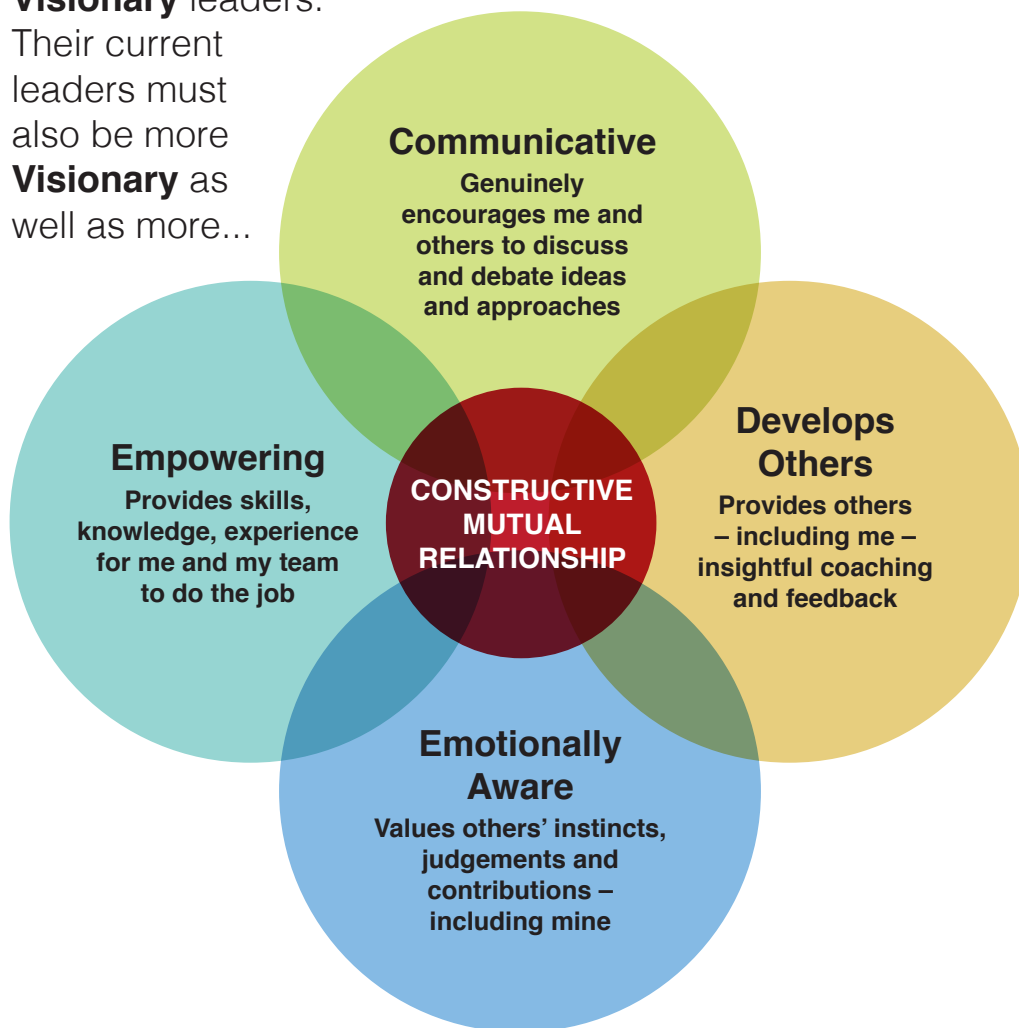 Visionary leaders.
Their current
leaders must
also be more
Visionary as
well as more...
Communicative
Genuinely
encourages me and
others to discuss
and debate ideas
and approaches
Empowering
Provides skills,
knowledge, experience
for me and my team
to do the job
CONSTRUCTIVE
MUTUAL
RELATIONSHIP
Develops
Others
Provides others
– including me –
insightful coaching
and feedback
Emotionally
Aware
Values others’ instincts,
judgements and
contributions –
including mine